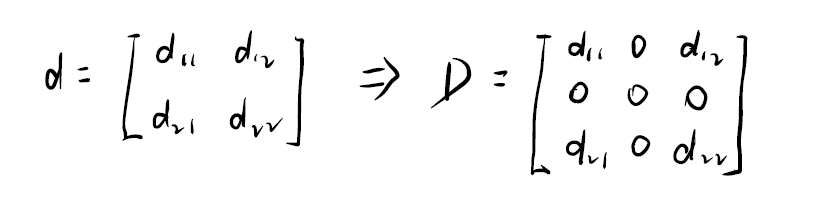 d = [ d₁₁ d₁₂ ; d₂₁ d₂₂ ] ⇒ D = [ d₁₁ 0 d₁₂ ; 0 0 0 ; d₂₁ 0 d₂₂ ]